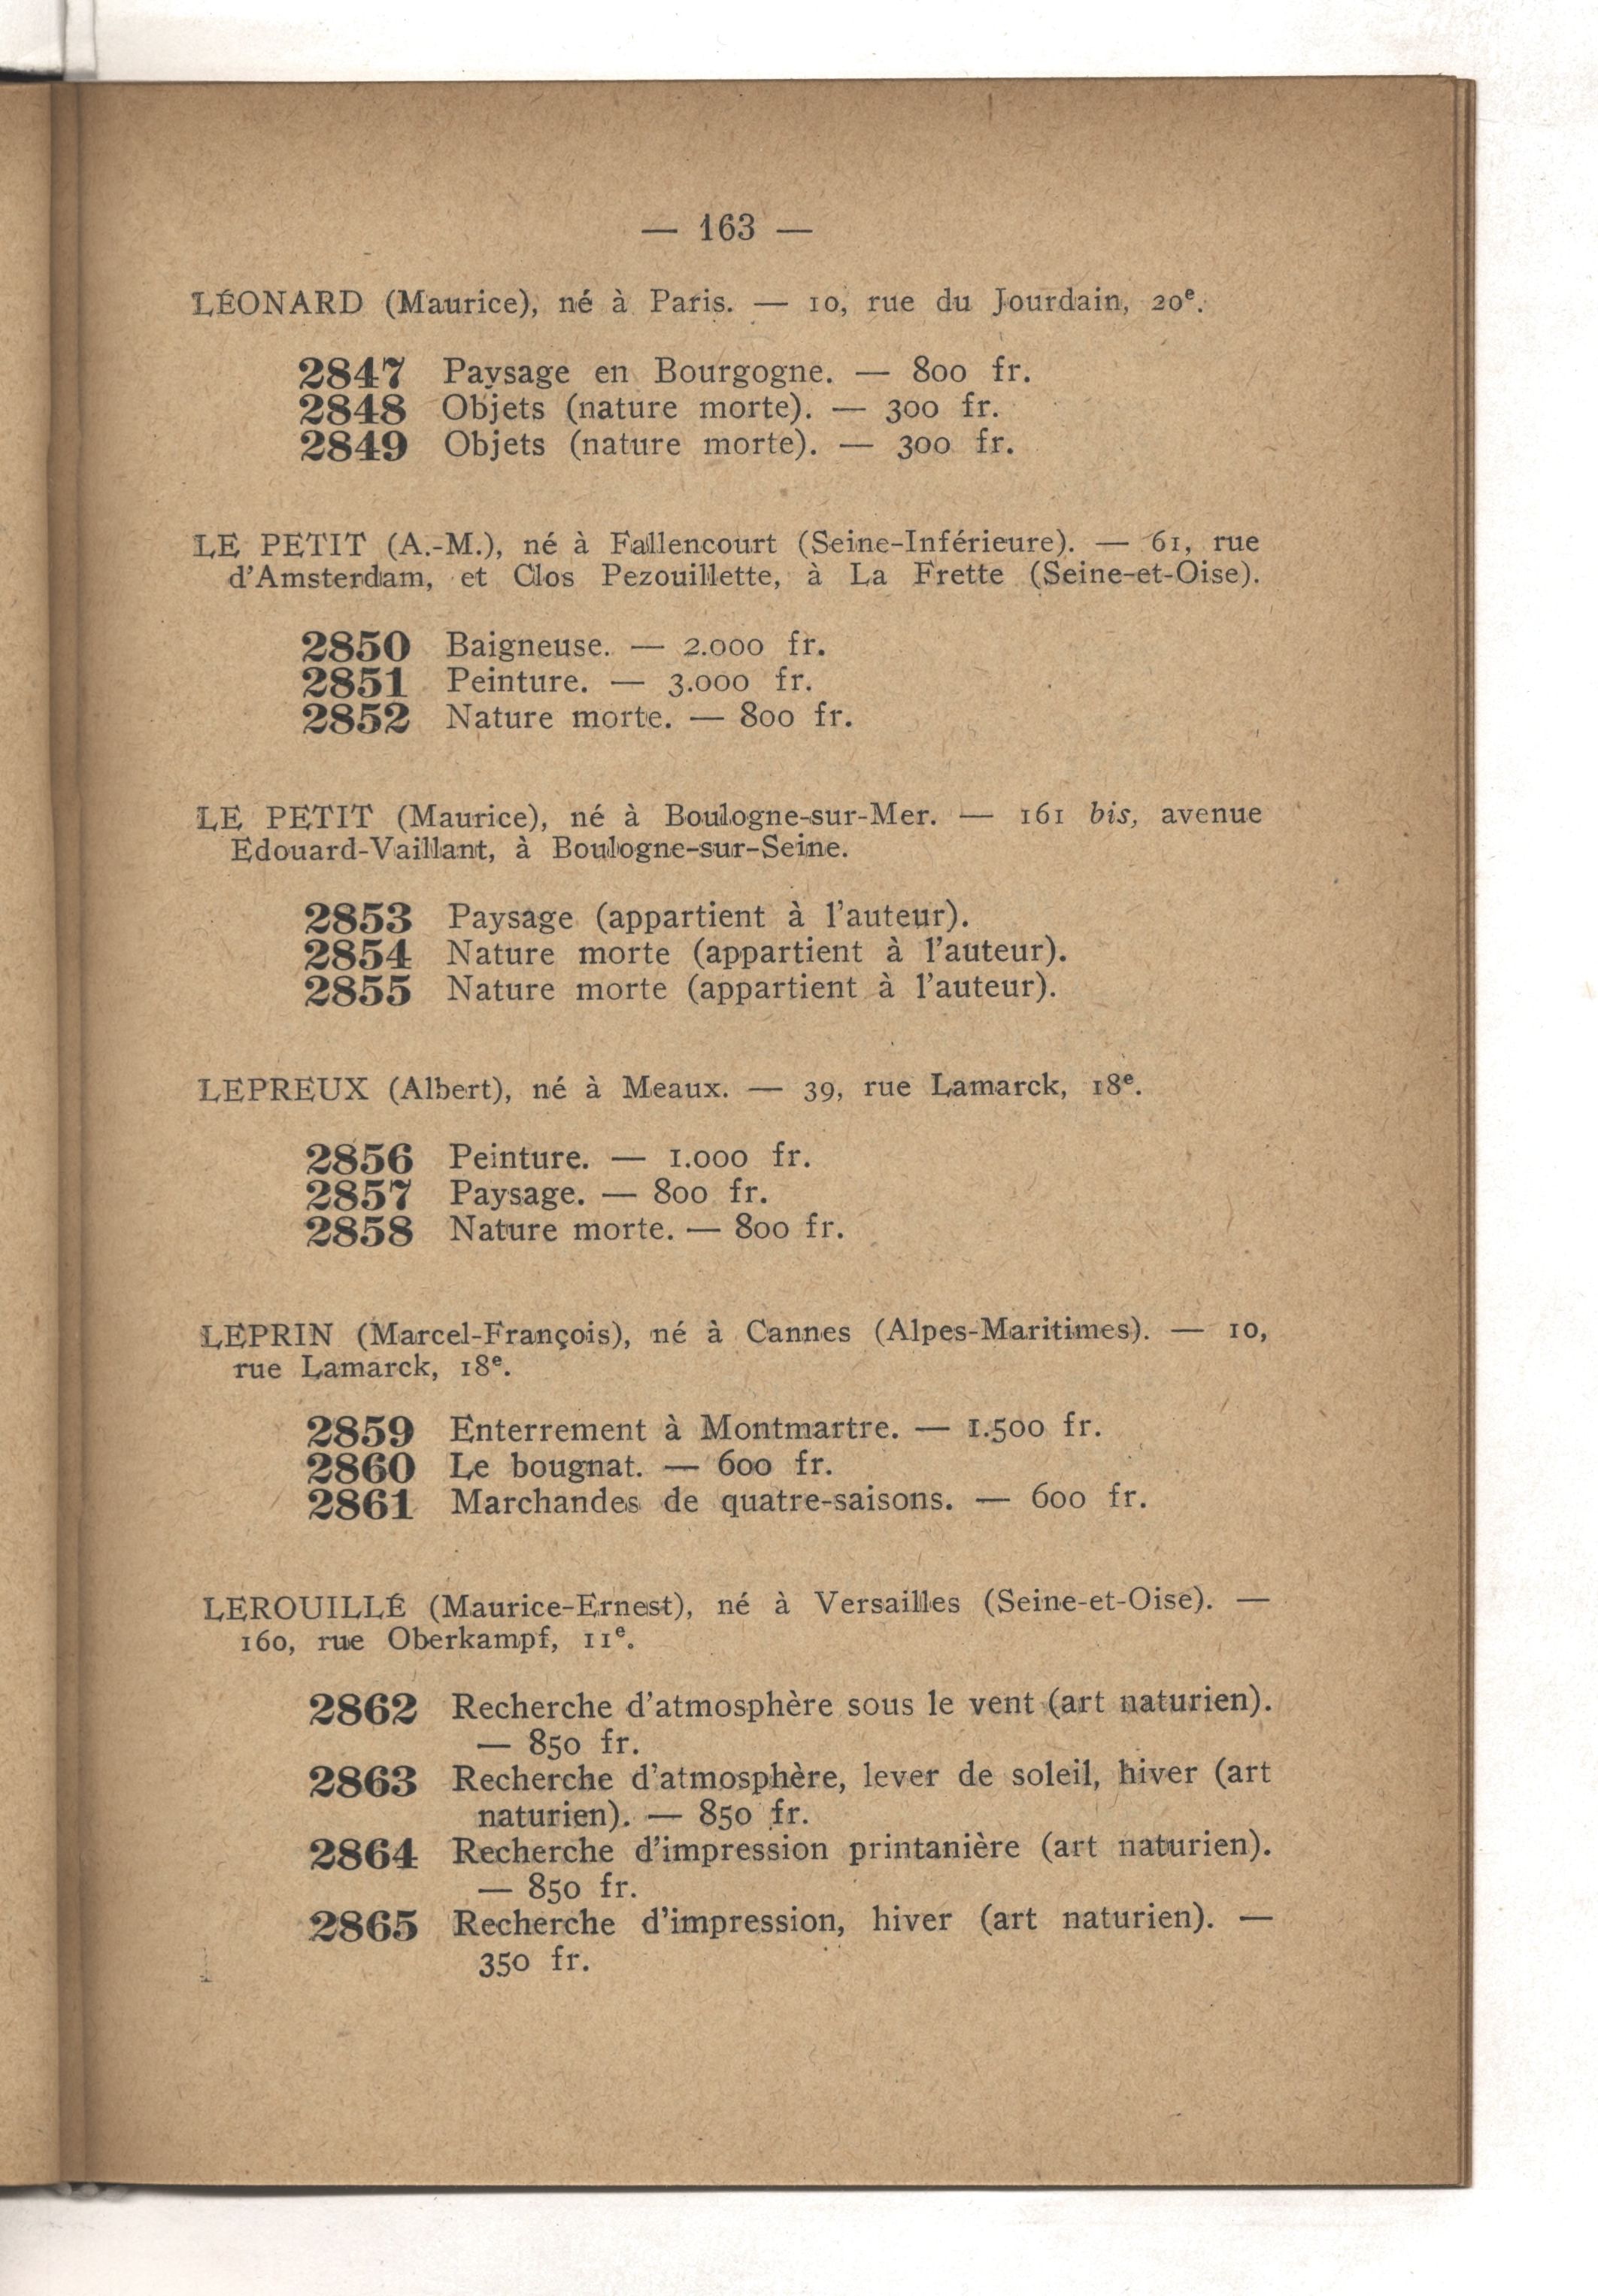 — 163 —
LÉONARD (Maurice), né à Paris. — 10, rue du Jourdain, 20e.
2847 Paysage en Bourgogne. — 800 fr.
2848 Objets (nature morte). — 300 fr.
2849 Objets (nature morte). — 300 fr.
LE PETIT (A.-M.), né à Fallencourt (Seine-Inférieure). — 61, rue
d'Amsterdam, et Clos Pezouillette, à La Frette (Seine-et-Oise).
2850 Baigneuse. — 2.000 fr.
2851 Peinture. — 3.000 fr.
2852 Nature morte. — 800 fr.
LE PETIT (Maurice), né à Boulogne-sur-Mer. — 161 bis, avenue
Edouard-Vaillant, à Boulogne-sur-Seine.
2853 Paysage (appartient à l'auteur).
2854 Nature morte (appartient à l'auteur).
2855 Nature morte (appartient à l'auteur).
LEPREUX (Albert), né à Meaux. — 39, rue Lamarck, 18e.
2856 Peinture. — 1.000 fr.
2857 Paysage. — 800 fr.
2858 Nature morte. — 800 fr.
LEPRIN (Marcel-François), né à Cannes (Alpes-Maritimes). — 10,
rue Lamarck, 18e.
2859 Enterrement à Montmartre. — 1.500 fr.
2860 Le bougnat. — 600 fr.
2861 Marchandes de quatre-saisons. — 600 fr.
LEROUILLÉ (Maurice-Ernest), né à Versailles (Seine-et-Oise). —
160, rue Oberkampf, 11e.
2862 Recherche d'atmosphère sous le vent (art naturien).
— 850 fr.
2863 Recherche d'atmosphère, lever de soleil, hiver (art
naturien). — 850 fr.
2864 Recherche d'impression printanière (art naturien).
— 850 fr.
2865 Recherche d'impression, hiver (art naturien). —
350 fr.